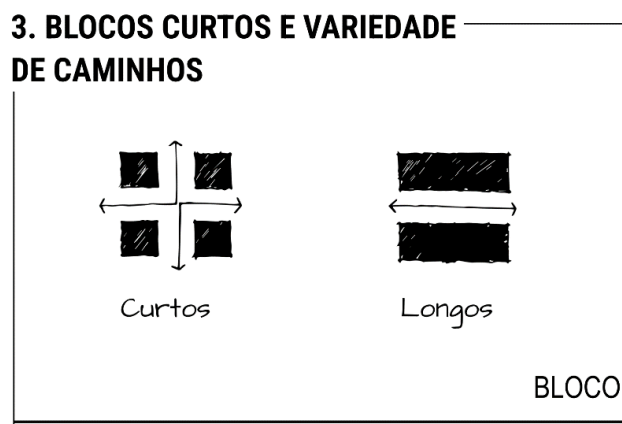 3. BLOCOS CURTOS E VARIEDADE
DE CAMINHOS
Curtos
Longos
BLOCO